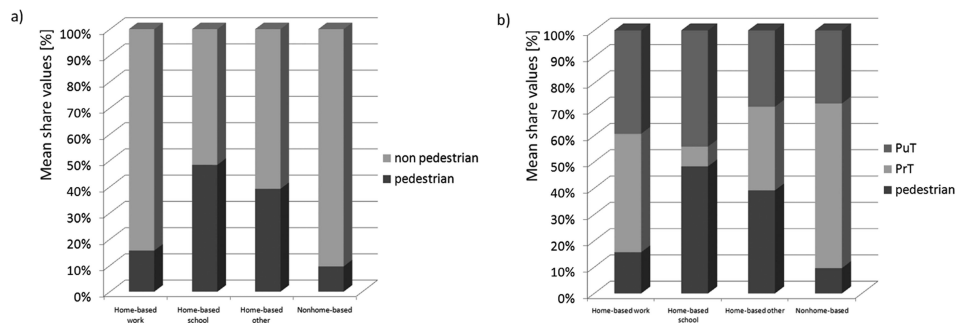 a)
Mean share values [%]
100%
90%
80%
70%
60%
50%
40%
30%
20%
10%
0%
Home-based work
Home-based school
Home-based other
Nonhome-based
non pedestrian
pedestrian
b)
Mean share values [%]
100%
90%
80%
70%
60%
50%
40%
30%
20%
10%
0%
Home-based work
Home-based school
Home-based other
Nonhome-based
PuT
PrT
pedestrian